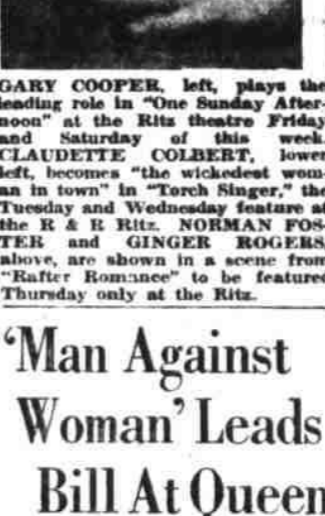 GARY COOPER, left, plays the
leading role in "One Sunday After-
noon" at the Ritz theatre Friday
and Saturday of this week.
CLAUDETTE COLBERT, lower
left, becomes "the wickedest wom-
an in town" in "Torch Singer," the
Tuesday and Wednesday feature at
the R & R Ritz. NORMAN FOS-
TER and GINGER ROGERS,
above, are shown in a scene from
"Rafter Romance" to be featured
Thursday only at the Ritz.
'Man Against
Woman' Leads
Bill At Queen